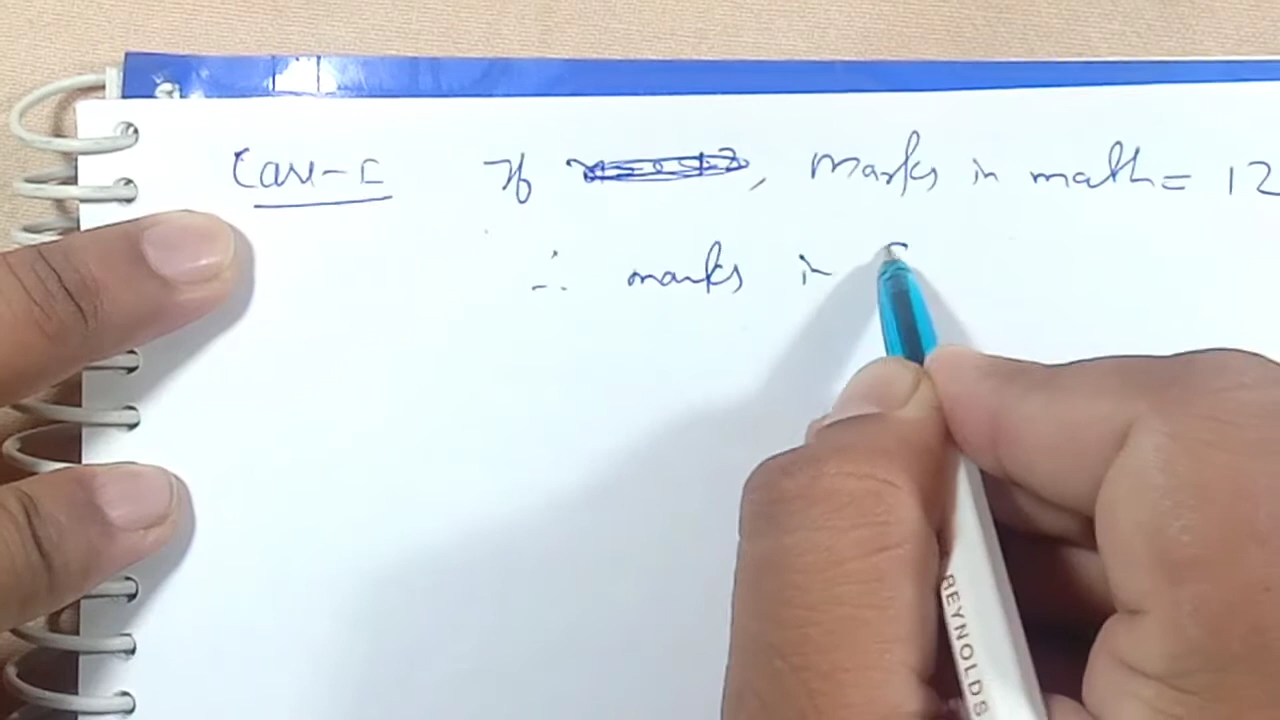 Case-I If , marks in math = 12
∴ marks in
REYNOLDS